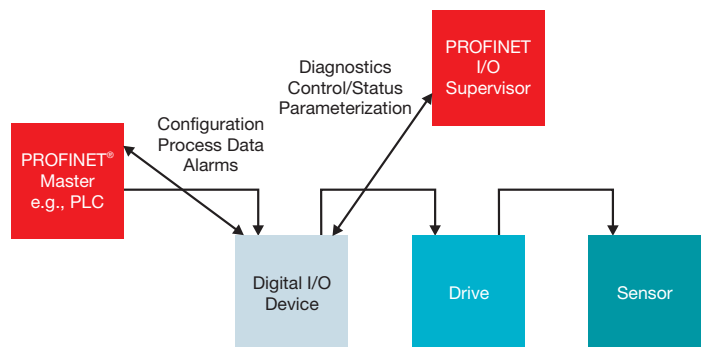 PROFINET
I/O
Supervisor
Diagnostics
Control/Status
Parameterization
Configuration
Process Data
Alarms
PROFINET®
Master
e.g., PLC
Digital I/O
Device
Drive
Sensor